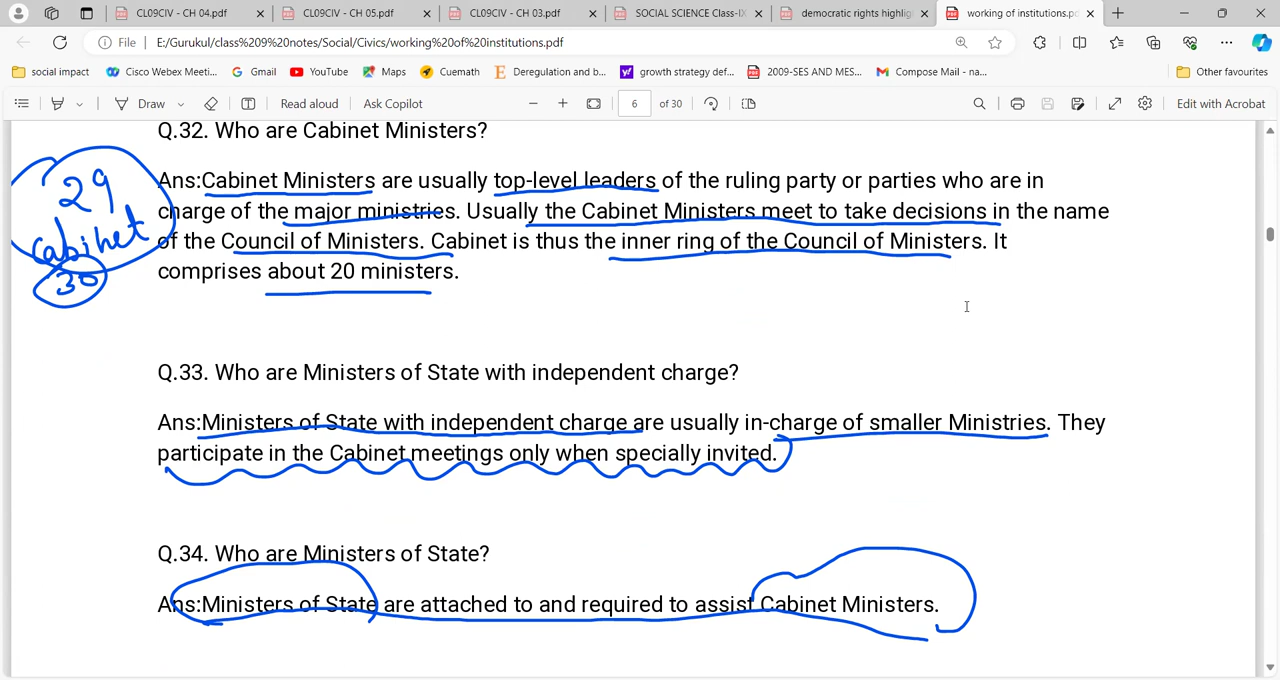 CL09CIV - CH 04.pdf
CL09CIV - CH 05.pdf
CL09CIV - CH 03.pdf
SOCIAL SCIENCE Class-IX
democratic rights highlig
working of institutions.pd
File
E:/Gurukul/class%209%20notes/Social/Civics/working%20of%20institutions.pdf
social impact
Cisco Webex Meeti...
Gmail
YouTube
Maps
Cuemath
Deregulation and b...
growth strategy def...
2009-SES AND MES...
Compose Mail - na...
Other favourites
Draw
Read aloud
Ask Copilot
6 of 30
Edit with Acrobat
Q.32. Who are Cabinet Ministers?
29
Cabinet
30
Ans:Cabinet Ministers are usually top-level leaders of the ruling party or parties who are in
charge of the major ministries. Usually the Cabinet Ministers meet to take decisions in the name
of the Council of Ministers. Cabinet is thus the inner ring of the Council of Ministers. It
comprises about 20 ministers.
Q.33. Who are Ministers of State with independent charge?
Ans:Ministers of State with independent charge are usually in-charge of smaller Ministries. They
participate in the Cabinet meetings only when specially invited.
Q.34. Who are Ministers of State?
Ans:Ministers of State are attached to and required to assist Cabinet Ministers.